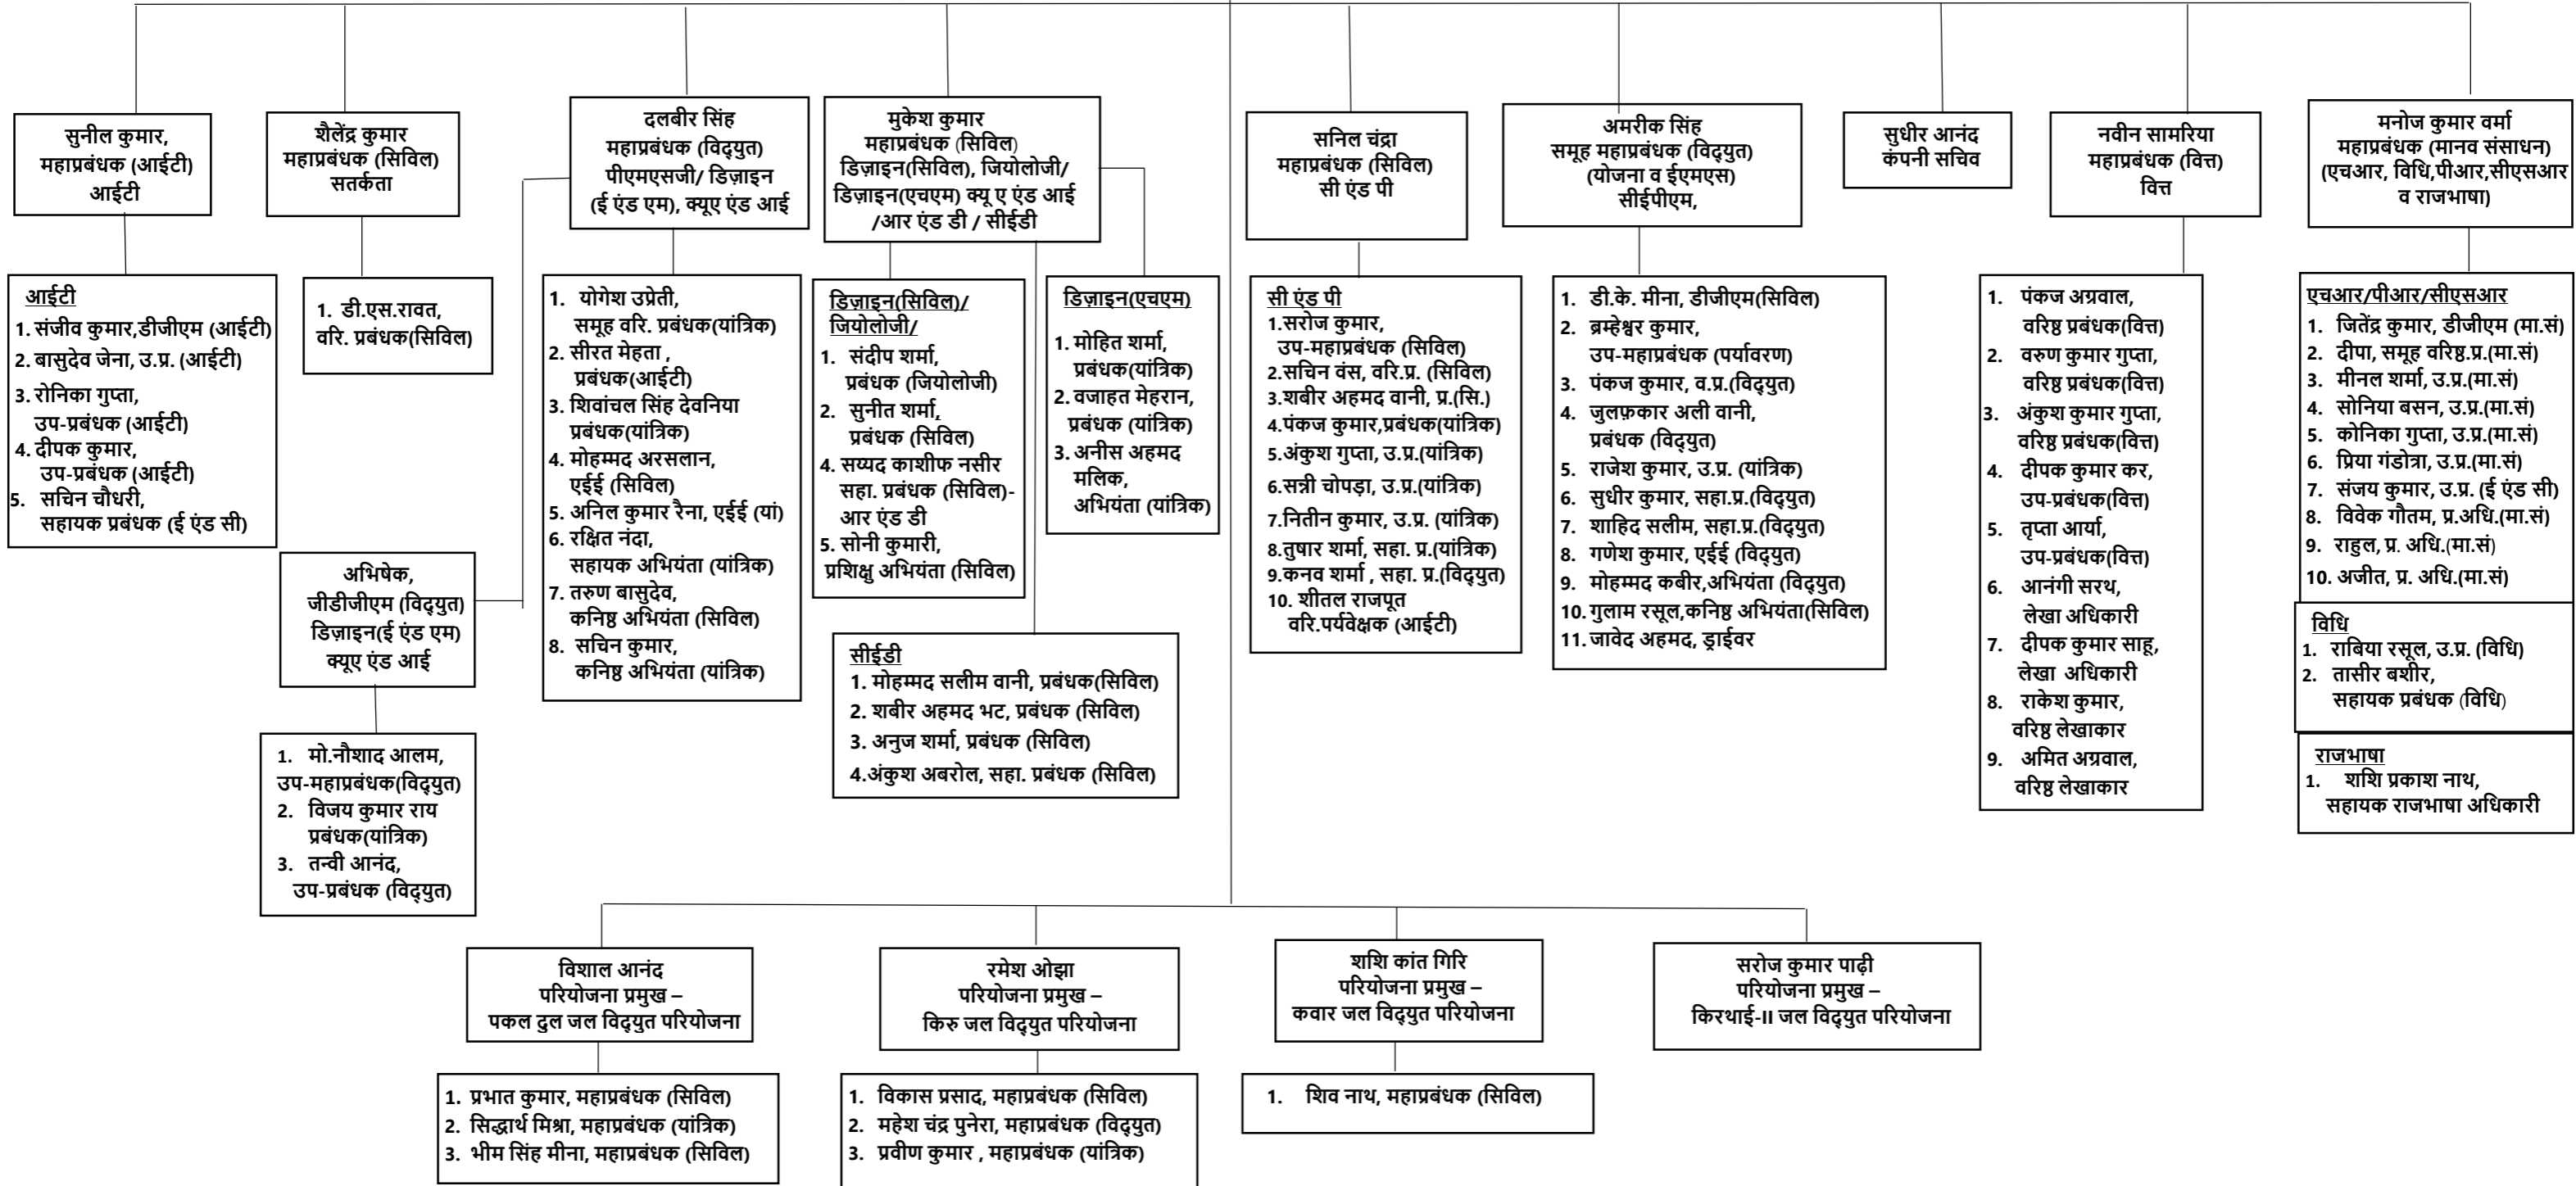 सुनील कुमार,
महाप्रबंधक (आईटी)
आईटी
शैलेंद्र कुमार
महाप्रबंधक (सिविल)
सतर्कता
दलबीर सिंह
महाप्रबंधक (विद्युत)
पीएमएसजी/ डिज़ाइन
(ई एंड एम), क्यूए एंड आई
मुकेश कुमार
महाप्रबंधक (सिविल)
डिज़ाइन(सिविल), जियोलोजी/
डिज़ाइन(एचएम) क्यू ए एंड आई
/आर एंड डी / सीईडी
सनिल चंद्रा
महाप्रबंधक (सिविल)
सी एंड पी
अमरीक सिंह
समूह महाप्रबंधक (विद्युत)
(योजना व ईएमएस)
सीईपीएम,
सुधीर आनंद
कंपनी सचिव
नवीन सामरिया
महाप्रबंधक (वित्त)
वित्त
मनोज कुमार वर्मा
महाप्रबंधक (मानव संसाधन)
(एचआर, विधि,पीआर,सीएसआर
व राजभाषा)
आईटी
1. संजीव कुमार,डीजीएम (आईटी)
2. बासुदेव जेना, उ.प्र. (आईटी)
3. रोनिका गुप्ता,
उप-प्रबंधक (आईटी)
4. दीपक कुमार,
उप-प्रबंधक (आईटी)
5. सचिन चौधरी,
सहायक प्रबंधक (ई एंड सी)
1. डी.एस.रावत,
वरि. प्रबंधक(सिविल)
1. योगेश उप्रेती,
समूह वरि. प्रबंधक(यांत्रिक)
2. सीरत मेहता ,
प्रबंधक(आईटी)
3. शिवांचल सिंह देवनिया
प्रबंधक(यांत्रिक)
4. मोहम्मद अरसलान,
एईई (सिविल)
5. अनिल कुमार रैना, एईई (यां)
6. रक्षित नंदा,
सहायक अभियंता (यांत्रिक)
7. तरुण बासुदेव,
कनिष्ठ अभियंता (सिविल)
8. सचिन कुमार,
कनिष्ठ अभियंता (यांत्रिक)
डिज़ाइन(सिविल)/
जियोलोजी/
1. संदीप शर्मा,
प्रबंधक (जियोलोजी)
2. सुनीत शर्मा,
प्रबंधक (सिविल)
4. सय्यद काशीफ नसीर
सहा. प्रबंधक (सिविल)-
आर एंड डी
5. सोनी कुमारी,
प्रशिक्षु अभियंता (सिविल)
डिज़ाइन(एचएम)
1. मोहित शर्मा,
प्रबंधक(यांत्रिक)
2. वजाहत मेहरान,
प्रबंधक (यांत्रिक)
3. अनीस अहमद
मलिक,
अभियंता (यांत्रिक)
सी एंड पी
1.सरोज कुमार,
उप-महाप्रबंधक (सिविल)
2.सचिन वंस, वरि.प्र. (सिविल)
3.शबीर अहमद वानी, प्र.(सि.)
4.पंकज कुमार,प्रबंधक(यांत्रिक)
5.अंकुश गुप्ता, उ.प्र.(यांत्रिक)
6.सन्नी चोपड़ा, उ.प्र.(यांत्रिक)
7.नितीन कुमार, उ.प्र. (यांत्रिक)
8.तुषार शर्मा, सहा. प्र.(यांत्रिक)
9.कनव शर्मा , सहा. प्र.(विद्युत)
10. शीतल राजपूत
वरि.पर्यवेक्षक (आईटी)
1. डी.के. मीना, डीजीएम(सिविल)
2. ब्रम्हेश्वर कुमार,
उप-महाप्रबंधक (पर्यावरण)
3. पंकज कुमार, व.प्र.(विद्युत)
4. जुलफ़कार अली वानी,
प्रबंधक (विद्युत)
5. राजेश कुमार, उ.प्र. (यांत्रिक)
6. सुधीर कुमार, सहा.प्र.(विद्युत)
7. शाहिद सलीम, सहा.प्र.(विद्युत)
8. गणेश कुमार, एईई (विद्युत)
9. मोहम्मद कबीर,अभियंता (विद्युत)
10. गुलाम रसूल,कनिष्ठ अभियंता(सिविल)
11. जावेद अहमद, ड्राईवर
1. पंकज अग्रवाल,
वरिष्ठ प्रबंधक(वित्त)
2. वरुण कुमार गुप्ता,
वरिष्ठ प्रबंधक(वित्त)
3. अंकुश कुमार गुप्ता,
वरिष्ठ प्रबंधक(वित्त)
4. दीपक कुमार कर,
उप-प्रबंधक(वित्त)
5. तृप्ता आर्या,
उप-प्रबंधक(वित्त)
6. आनंगी सरथ,
लेखा अधिकारी
7. दीपक कुमार साहू,
लेखा अधिकारी
8. राकेश कुमार,
वरिष्ठ लेखाकार
9. अमित अग्रवाल,
वरिष्ठ लेखाकार
एचआर/पीआर/सीएसआर
1. जितेंद्र कुमार, डीजीएम (मा.सं)
2. दीपा, समूह वरिष्ठ.प्र.(मा.सं)
3. मीनल शर्मा, उ.प्र.(मा.सं)
4. सोनिया बसन, उ.प्र.(मा.सं)
5. कोनिका गुप्ता, उ.प्र.(मा.सं)
6. प्रिया गंडोत्रा, उ.प्र.(मा.सं)
7. संजय कुमार, उ.प्र. (ई एंड सी)
8. विवेक गौतम, प्र.अधि.(मा.सं)
9. राहुल, प्र. अधि.(मा.सं)
10. अजीत, प्र. अधि.(मा.सं)
विधि
1. राबिया रसूल, उ.प्र. (विधि)
2. तासीर बशीर,
सहायक प्रबंधक (विधि)
राजभाषा
1. शशि प्रकाश नाथ,
सहायक राजभाषा अधिकारी
अभिषेक,
जीडीजीएम (विद्युत)
डिज़ाइन(ई एंड एम)
क्यूए एंड आई
सीईडी
1. मोहम्मद सलीम वानी, प्रबंधक(सिविल)
2. शबीर अहमद भट, प्रबंधक (सिविल)
3. अनुज शर्मा, प्रबंधक (सिविल)
4.अंकुश अबरोल, सहा. प्रबंधक (सिविल)
1. मो.नौशाद आलम,
उप-महाप्रबंधक(विद्युत)
2. विजय कुमार राय
प्रबंधक(यांत्रिक)
3. तन्वी आनंद,
उप-प्रबंधक (विद्युत)
विशाल आनंद
परियोजना प्रमुख –
पकल दुल जल विद्युत परियोजना
रमेश ओझा
परियोजना प्रमुख –
किरु जल विद्युत परियोजना
शशि कांत गिरि
परियोजना प्रमुख –
कवार जल विद्युत परियोजना
सरोज कुमार पाढ़ी
परियोजना प्रमुख –
किरथाई-II जल विद्युत परियोजना
1. प्रभात कुमार, महाप्रबंधक (सिविल)
2. सिद्धार्थ मिश्रा, महाप्रबंधक (यांत्रिक)
3. भीम सिंह मीना, महाप्रबंधक (सिविल)
1. विकास प्रसाद, महाप्रबंधक (सिविल)
2. महेश चंद्र पुनेरा, महाप्रबंधक (विद्युत)
3. प्रवीण कुमार , महाप्रबंधक (यांत्रिक)
1. शिव नाथ, महाप्रबंधक (सिविल)